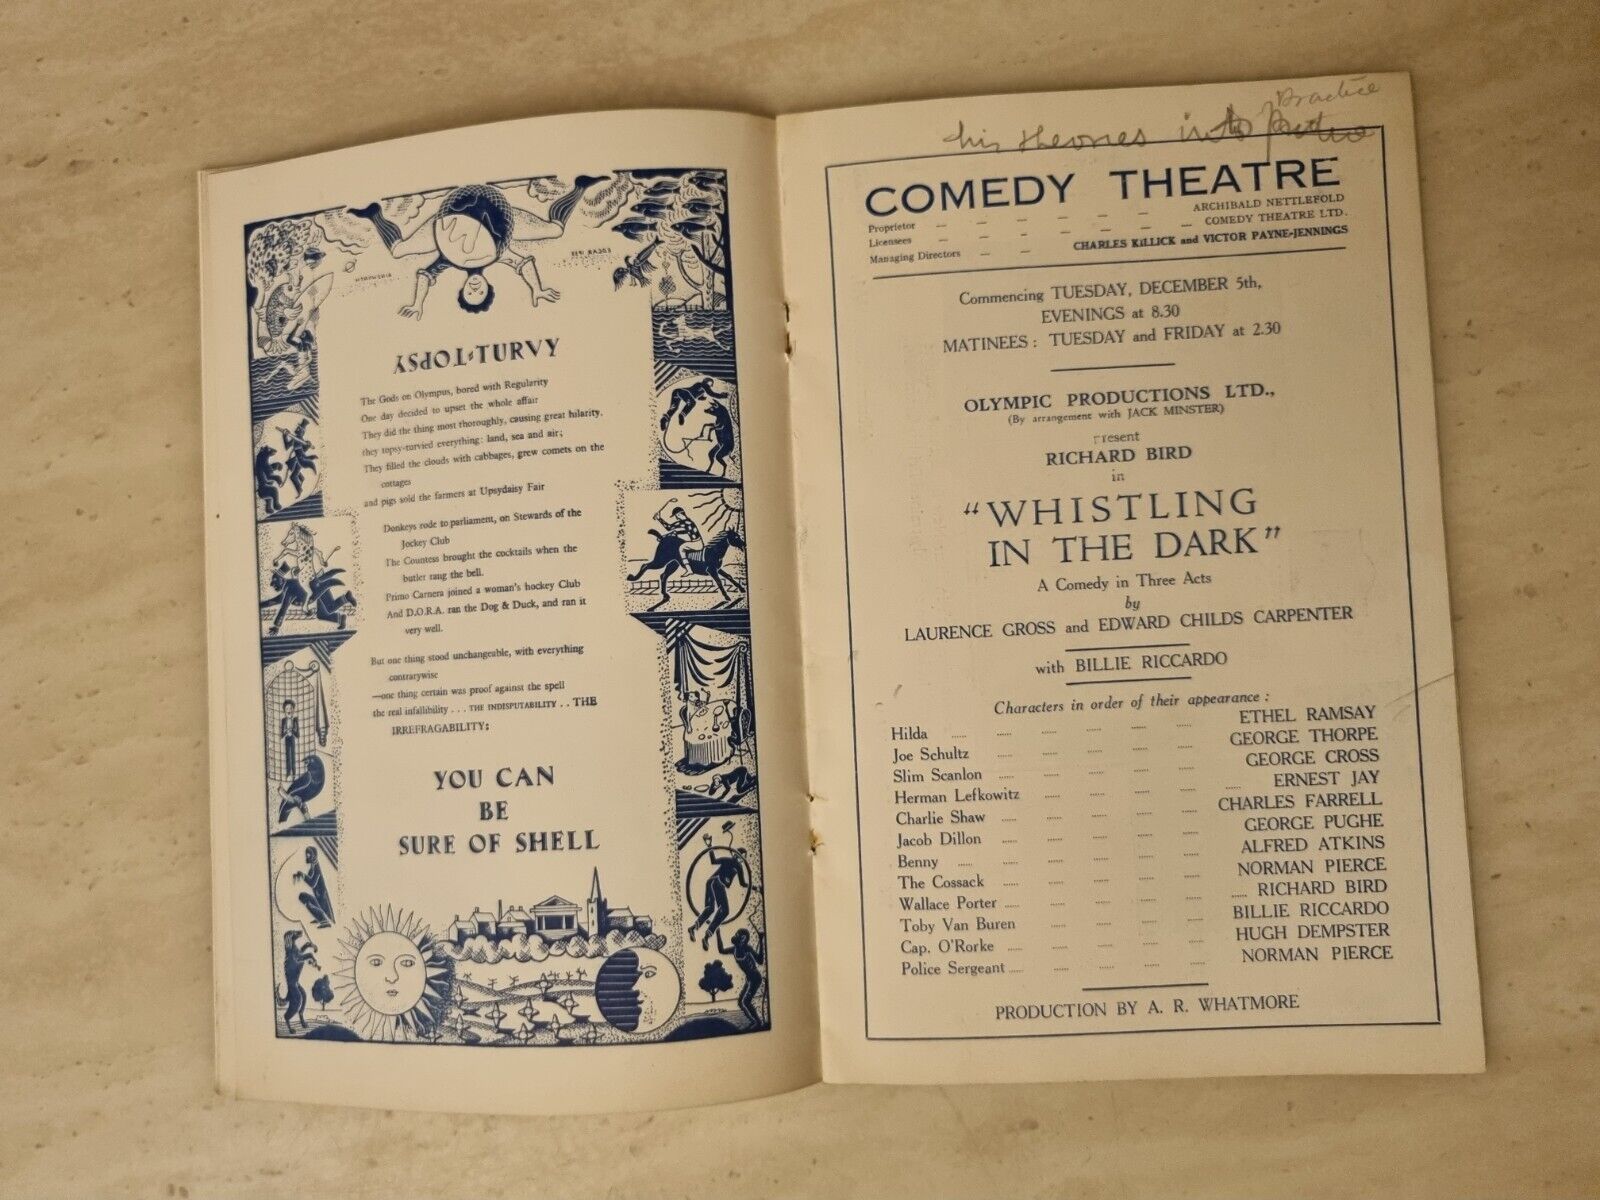 TOPSY-TURVY
The Gods on Olympus, bored with Regularity
One day decided to upset the whole affair
They did the thing most thoroughly, causing great hilarity,
they topsy-turvied everything: land, sea and air;
They filled the clouds with cabbages, grew comets on the
cottages
and pigs sold the farmers at Upsydaisy Fair
Donkeys rode to parliament, on Stewards of the
Jockey Club
The Countess brought the cocktails when the
butler rang the bell.
Primo Carnera joined a woman's hockey Club
And D.O.R.A. ran the Dog & Duck, and ran it
very well.
But one thing stood unchangeable, with everything
contrarywise
—one thing certain was proof against the spell
the real infallibility . . . THE INDISPUTABILITY . . THE
IRREFRAGABILITY:
YOU CAN
BE
SURE OF SHELL
Practice
his theories into
COMEDY THEATRE
Proprietor — — — — — — ARCHIBALD NETTLEFOLD
Licensees — — — — — — — COMEDY THEATRE LTD.
Managing Directors — — CHARLES KILLICK and VICTOR PAYNE-JENNINGS
Commencing TUESDAY, DECEMBER 5th,
EVENINGS at 8.30
MATINEES : TUESDAY and FRIDAY at 2.30
OLYMPIC PRODUCTIONS LTD.,
(By arrangement with JACK MINSTER)
Present
RICHARD BIRD
in
"WHISTLING
IN THE DARK"
A Comedy in Three Acts
by
LAURENCE GROSS and EDWARD CHILDS CARPENTER
with BILLIE RICCARDO
Characters in order of their appearance :
Hilda ...... ETHEL RAMSAY
Joe Schultz ...... GEORGE THORPE
Slim Scanlon ...... GEORGE CROSS
Herman Lefkowitz ...... ERNEST JAY
Charlie Shaw ...... CHARLES FARRELL
Jacob Dillon ...... GEORGE PUGHE
Benny ...... ALFRED ATKINS
The Cossack ...... NORMAN PIERCE
Wallace Porter ...... RICHARD BIRD
Toby Van Buren ...... BILLIE RICCARDO
Cap. O'Rorke ...... HUGH DEMPSTER
Police Sergeant ...... NORMAN PIERCE
PRODUCTION BY A. R. WHATMORE